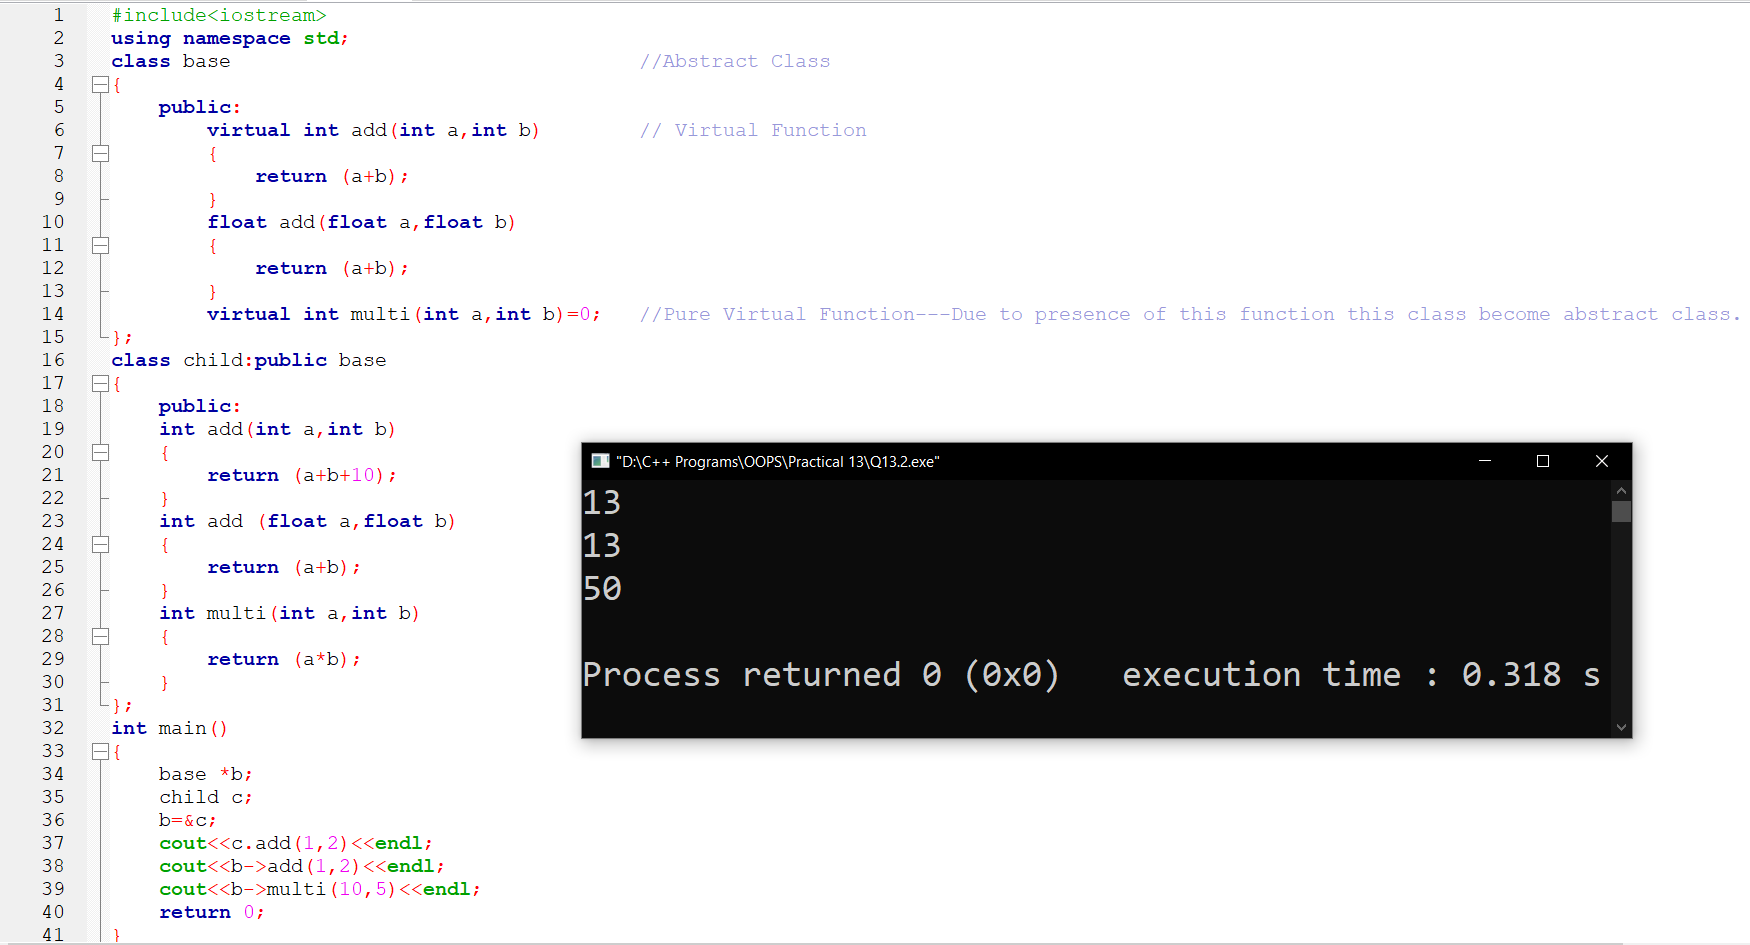 1 #include<iostream>
2 using namespace std;
3 class base //Abstract Class
4 {
5 public:
6 virtual int add(int a,int b) // Virtual Function
7 {
8 return (a+b);
9 }
10 float add(float a,float b)
11 {
12 return (a+b);
13 }
14 virtual int multi(int a,int b)=0; //Pure Virtual Function---Due to presence of this function this class become abstract class.
15 };
16 class child:public base
17 {
18 public:
19 int add(int a,int b)
20 {
21 return (a+b+10);
22 }
23 int add (float a,float b)
24 {
25 return (a+b);
26 }
27 int multi(int a,int b)
28 {
29 return (a*b);
30 }
31 };
32 int main()
33 {
34 base *b;
35 child c;
36 b=&c;
37 cout<<c.add(1,2)<<endl;
38 cout<<b->add(1,2)<<endl;
39 cout<<b->multi(10,5)<<endl;
40 return 0;
41 }
"D:\C++ Programs\OOPS\Practical 13\Q13.2.exe"
13
13
50
Process returned 0 (0x0)   execution time : 0.318 s